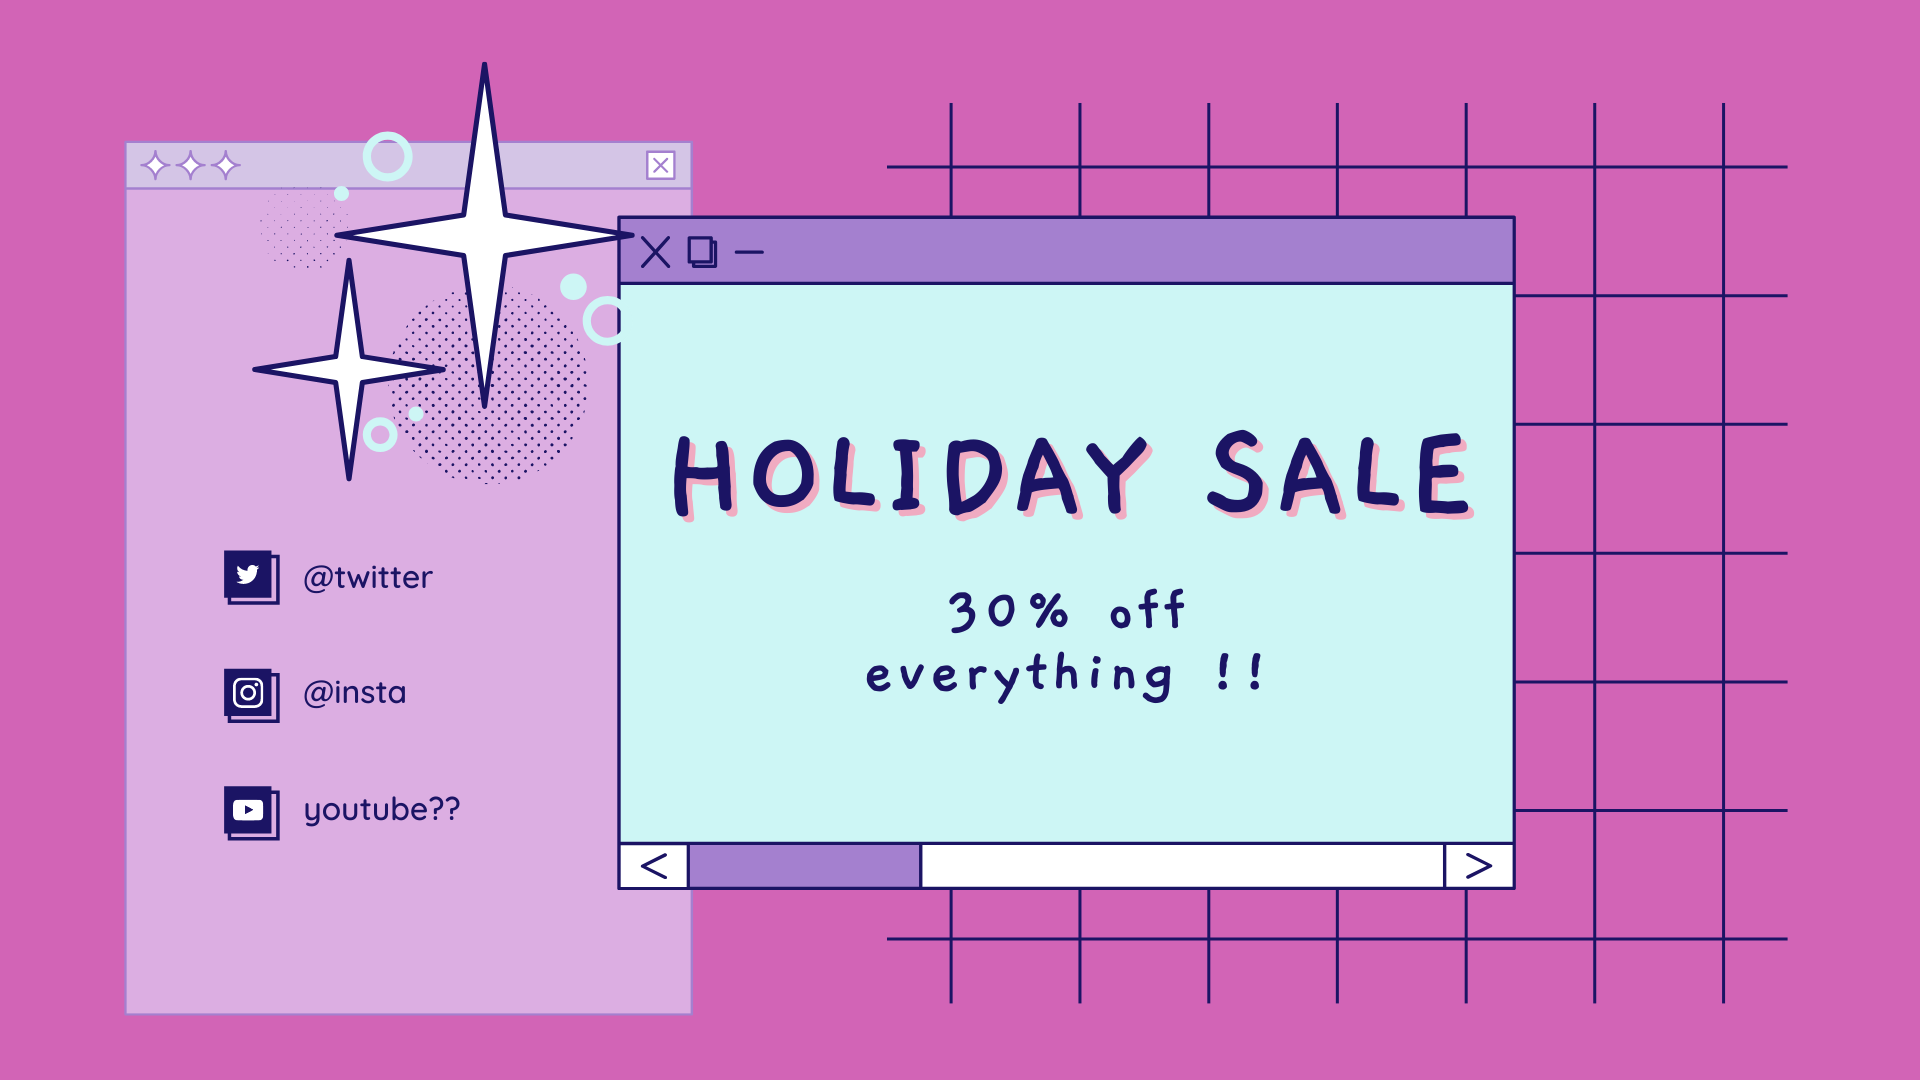 HOLIDAY SALE
30% off
everything !!
@twitter
@insta
youtube??